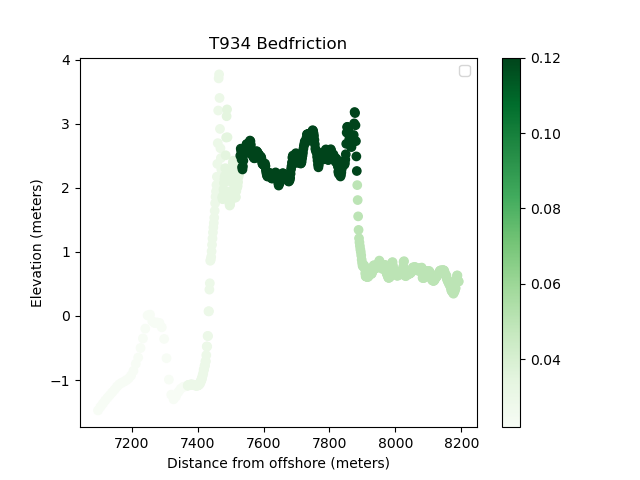 T934 Bedfriction
4
3
2
1
0
−1
Elevation (meters)
7200 7400 7600 7800 8000 8200
Distance from offshore (meters)
0.12
0.10
0.08
0.06
0.04